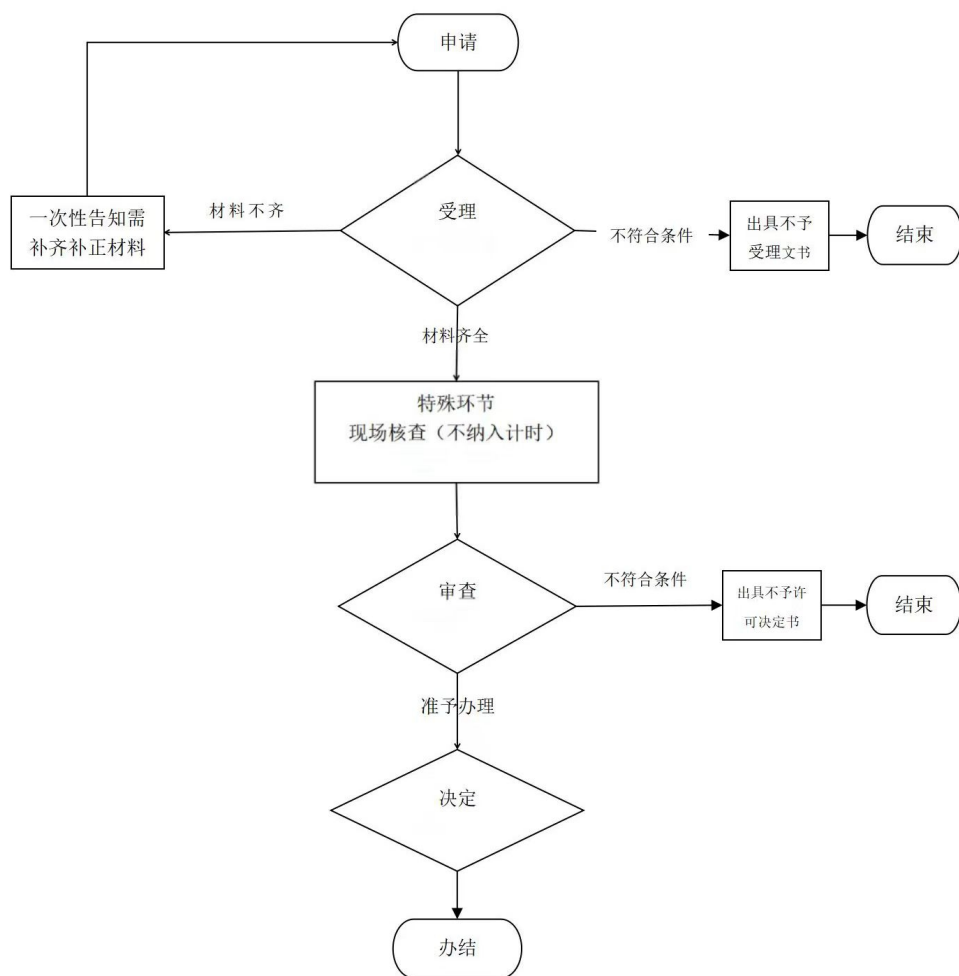 申请
受理
材料不齐
一次性告知需
补齐补正材料
不符合条件
出具不予
受理文书
结束
材料齐全
特殊环节
现场核查（不纳入计时）
审查
不符合条件
出具不予许
可决定书
结束
准予办理
决定
办结